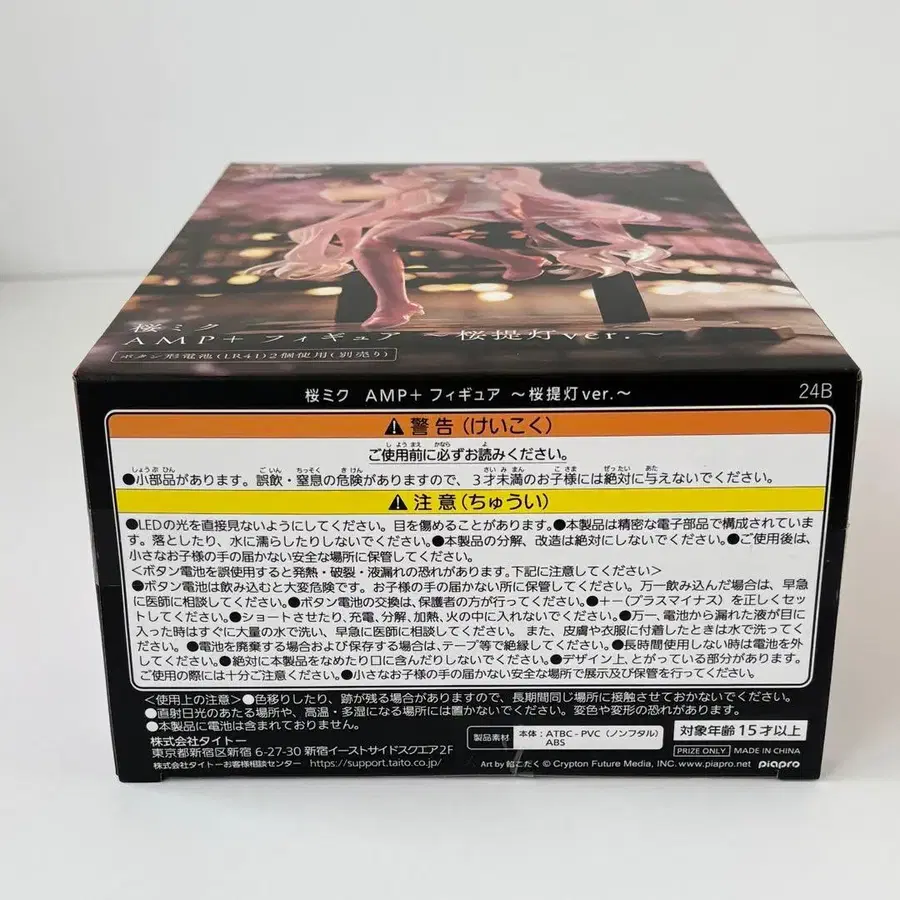 桜ミク
AMP+ フィギュア ～桜提灯ver.～
ボタン形電池(LR41)2個使用(別売り)
桜ミク AMP+ フィギュア ～桜提灯ver.～ 24B
⚠警告(けいこく)
ご使用前に必ずお読みください。
●小部品があります。誤飲・窒息の危険がありますので、3才未満のお子様には絶対に与えないでください。
⚠注意(ちゅうい)
●LEDの光を直接見ないようにしてください。目を傷めることがあります。●本製品は精密な電子部品で構成されていま
す。落としたり、水に濡らしたりしないでください。●本製品の分解、改造は絶対にしないでください。●ご使用後は、
小さなお子様の手の届かない安全な場所に保管してください。
<ボタン電池を誤使用すると発熱・破裂・液漏れの恐れがあります。下記に注意してください>
●ボタン電池は飲み込むと大変危険です。お子様の手の届かない所に保管してください。万一飲み込んだ場合は、早急
に医師に相談してください。●ボタン電池の交換は、保護者の方が行ってください。●+－(プラスマイナス)を正しくセッ
トしてください。●ショートさせたり、充電、分解、加熱、火の中に入れないでください。●万一、電池から漏れた液が目に
入った時はすぐに大量の水で洗い、早急に医師に相談してください。また、皮膚や衣服に付着したときは水で洗ってく
ださい。●電池を廃棄する場合および保存する場合は、テープ等で絶縁してください。●長時間使用しない時は電池を外
してください。●絶対に本製品をなめたり口に含んだりしないでください。●デザイン上、とがっている部分があります。
ご使用の際には十分ご注意ください。●小さなお子様の手の届かない安全な場所で展示及び保管を行ってください。
<使用上の注意>●色移りしたり、跡が残る場合がありますので、長期間同じ場所に接触させておかないでください。
●直射日光のあたる場所や、高温・多湿になる場所には置かないでください。変色や変形の恐れがあります。
●本製品に電池は含まれておりません。
株式会社タイトー
東京都新宿区新宿 6-27-30 新宿イーストサイドスクエア2F
株式会社タイトーお客様相談センター https://support.taito.co.jp/
製品素材 本体:ATBC-PVC(ノンフタル)
ABS
対象年齢15才以上
PRIZE ONLY MADE IN CHINA
Art by 飴こだく © Crypton Future Media, INC. www.piapro.net piapro